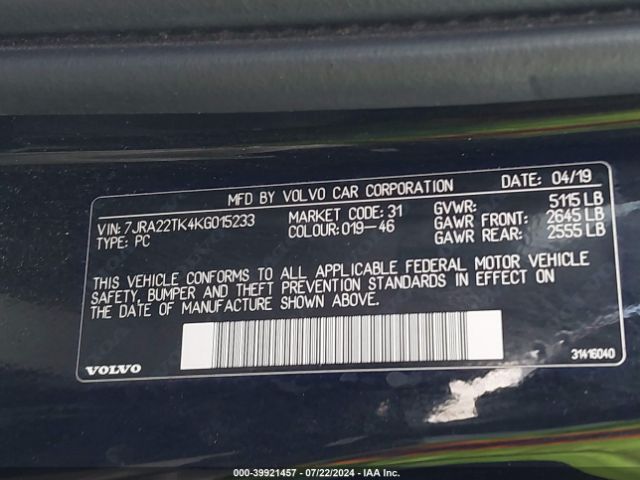 MFD BY VOLVO CAR CORPORATION DATE: 04/19
VIN: 7JRA22TK4KG015233 MARKET CODE: 31 GVWR: 5115 LB
TYPE: PC COLOUR: 019-46 GAWR FRONT: 2645 LB
GAWR REAR: 2555 LB
THIS VEHICLE CONFORMS TO ALL APPLICABLE FEDERAL MOTOR VEHICLE
SAFETY, BUMPER AND THEFT PREVENTION STANDARDS IN EFFECT ON
THE DATE OF MANUFACTURE SHOWN ABOVE.
VOLVO 31416040
000-39921457 - 07/22/2024 - IAA Inc.